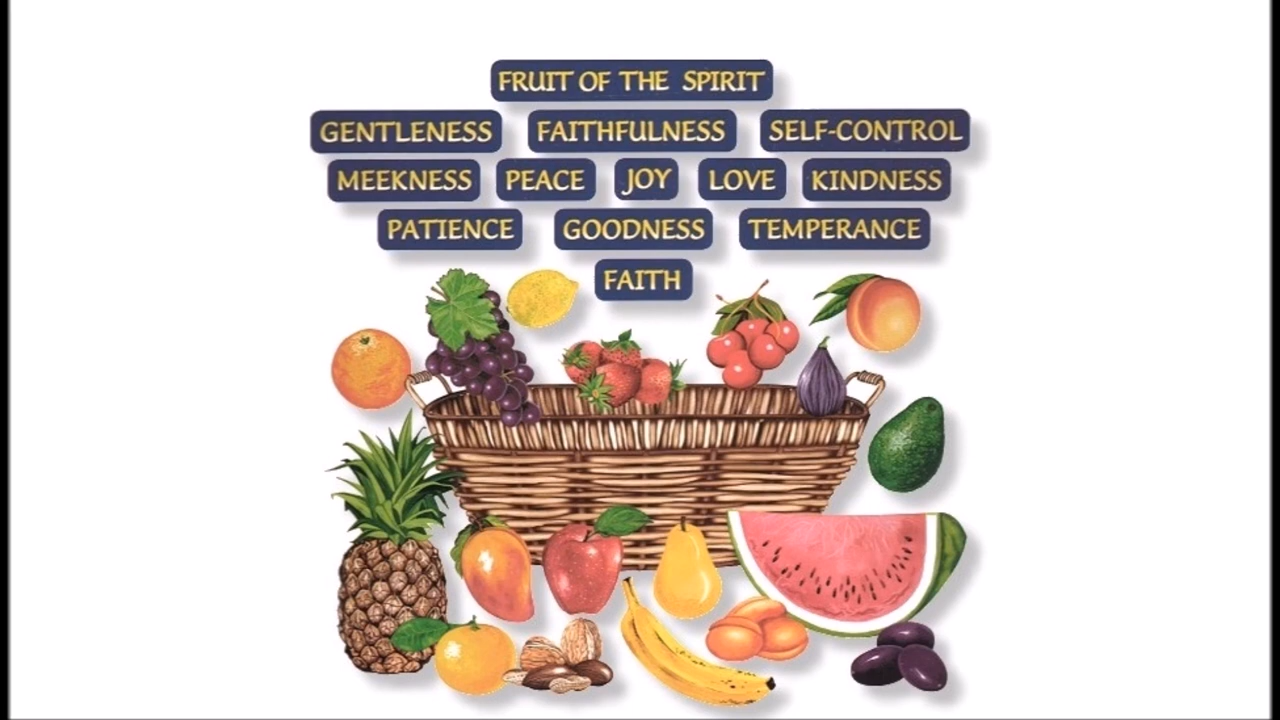 FRUIT OF THE SPIRIT
GENTLENESS FAITHFULNESS SELF-CONTROL
MEEKNESS PEACE JOY LOVE KINDNESS
PATIENCE GOODNESS TEMPERANCE
FAITH